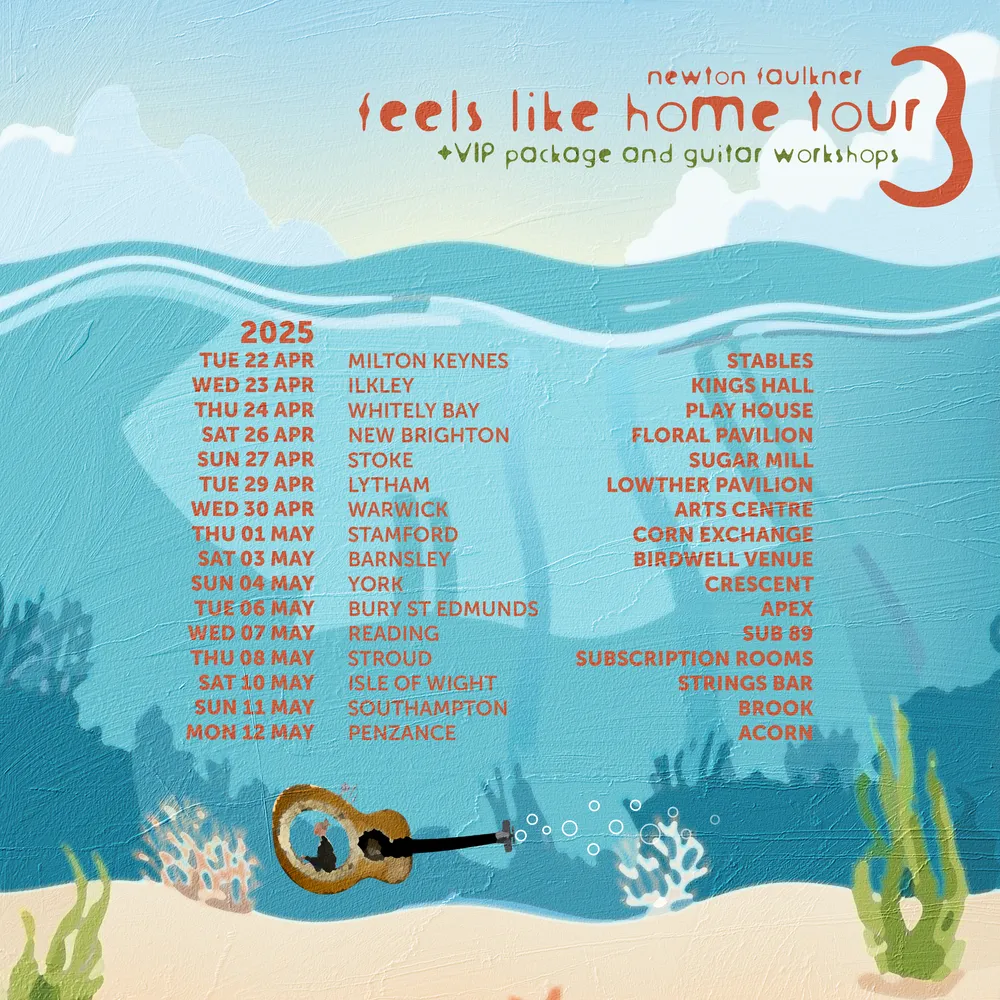 newton faulkner
feels like home tour 3
+VIP package and guitar workshops
2025
TUE 22 APR MILTON KEYNES STABLES
WED 23 APR ILKLEY KINGS HALL
THU 24 APR WHITELY BAY PLAY HOUSE
SAT 26 APR NEW BRIGHTON FLORAL PAVILION
SUN 27 APR STOKE SUGAR MILL
TUE 29 APR LYTHAM LOWTHER PAVILION
WED 30 APR WARWICK ARTS CENTRE
THU 01 MAY STAMFORD CORN EXCHANGE
SAT 03 MAY BARNSLEY BIRDWELL VENUE
SUN 04 MAY YORK CRESCENT
TUE 06 MAY BURY ST EDMUNDS APEX
WED 07 MAY READING SUB 89
THU 08 MAY STROUD SUBSCRIPTION ROOMS
SAT 10 MAY ISLE OF WIGHT STRINGS BAR
SUN 11 MAY SOUTHAMPTON BROOK
MON 12 MAY PENZANCE ACORN